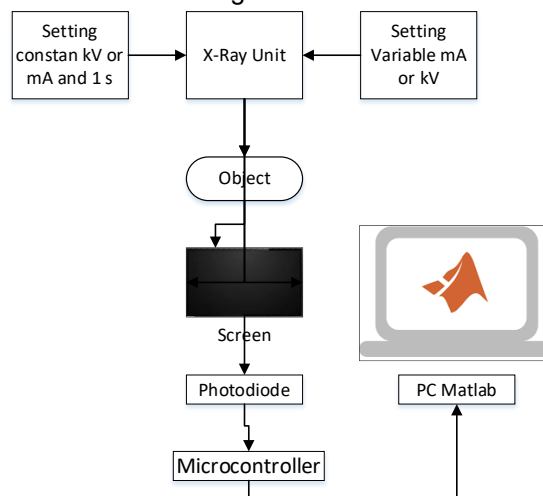 Setting
constan kV or
mA and 1 s
X-Ray Unit
Setting
Variable mA
or kV
Object
Screen
Photodiode
PC Matlab
Microcontroller